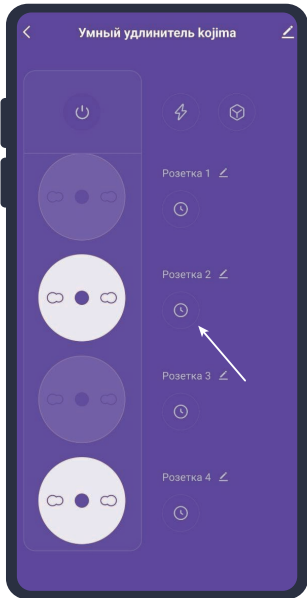 Умный удлинитель kojima
Розетка 1
Розетка 2
Розетка 3
Розетка 4